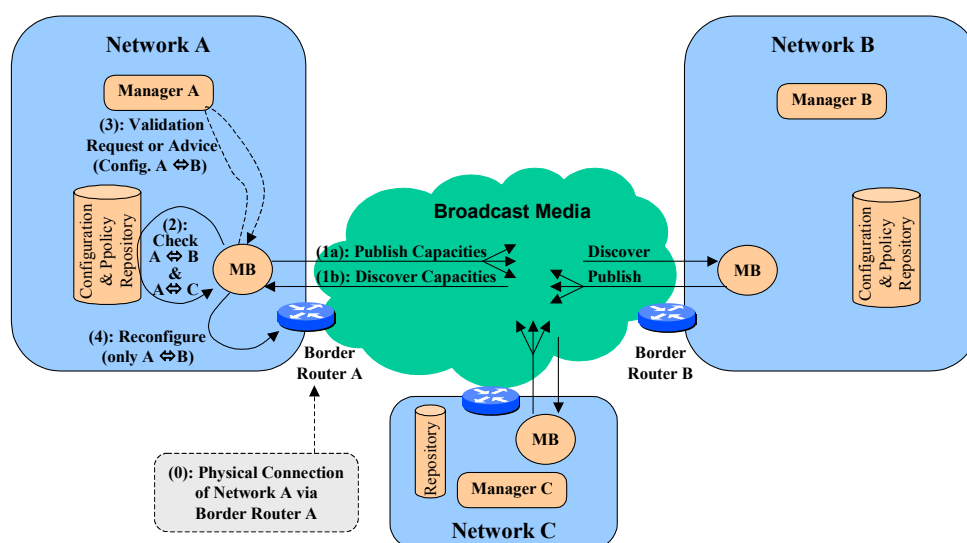 Network A
Manager A
(3): Validation
Request or Advice
(Config. A ⇔B)
Configuration
& Ppolicy
Repository
(2):
Check
A ⇔ B
&
A⇔ C
MB
(4): Reconfigure
(only A ⇔B)
Border
Router A
(0): Physical Connection
of Network A via
Border Router A
Broadcast Media
(1a): Publish Capacities
(1b): Discover Capacities
Discover
Publish
Network B
Manager B
MB
Configuration
& Ppolicy
Repository
Border
Router B
Repository
MB
Manager C
Network C